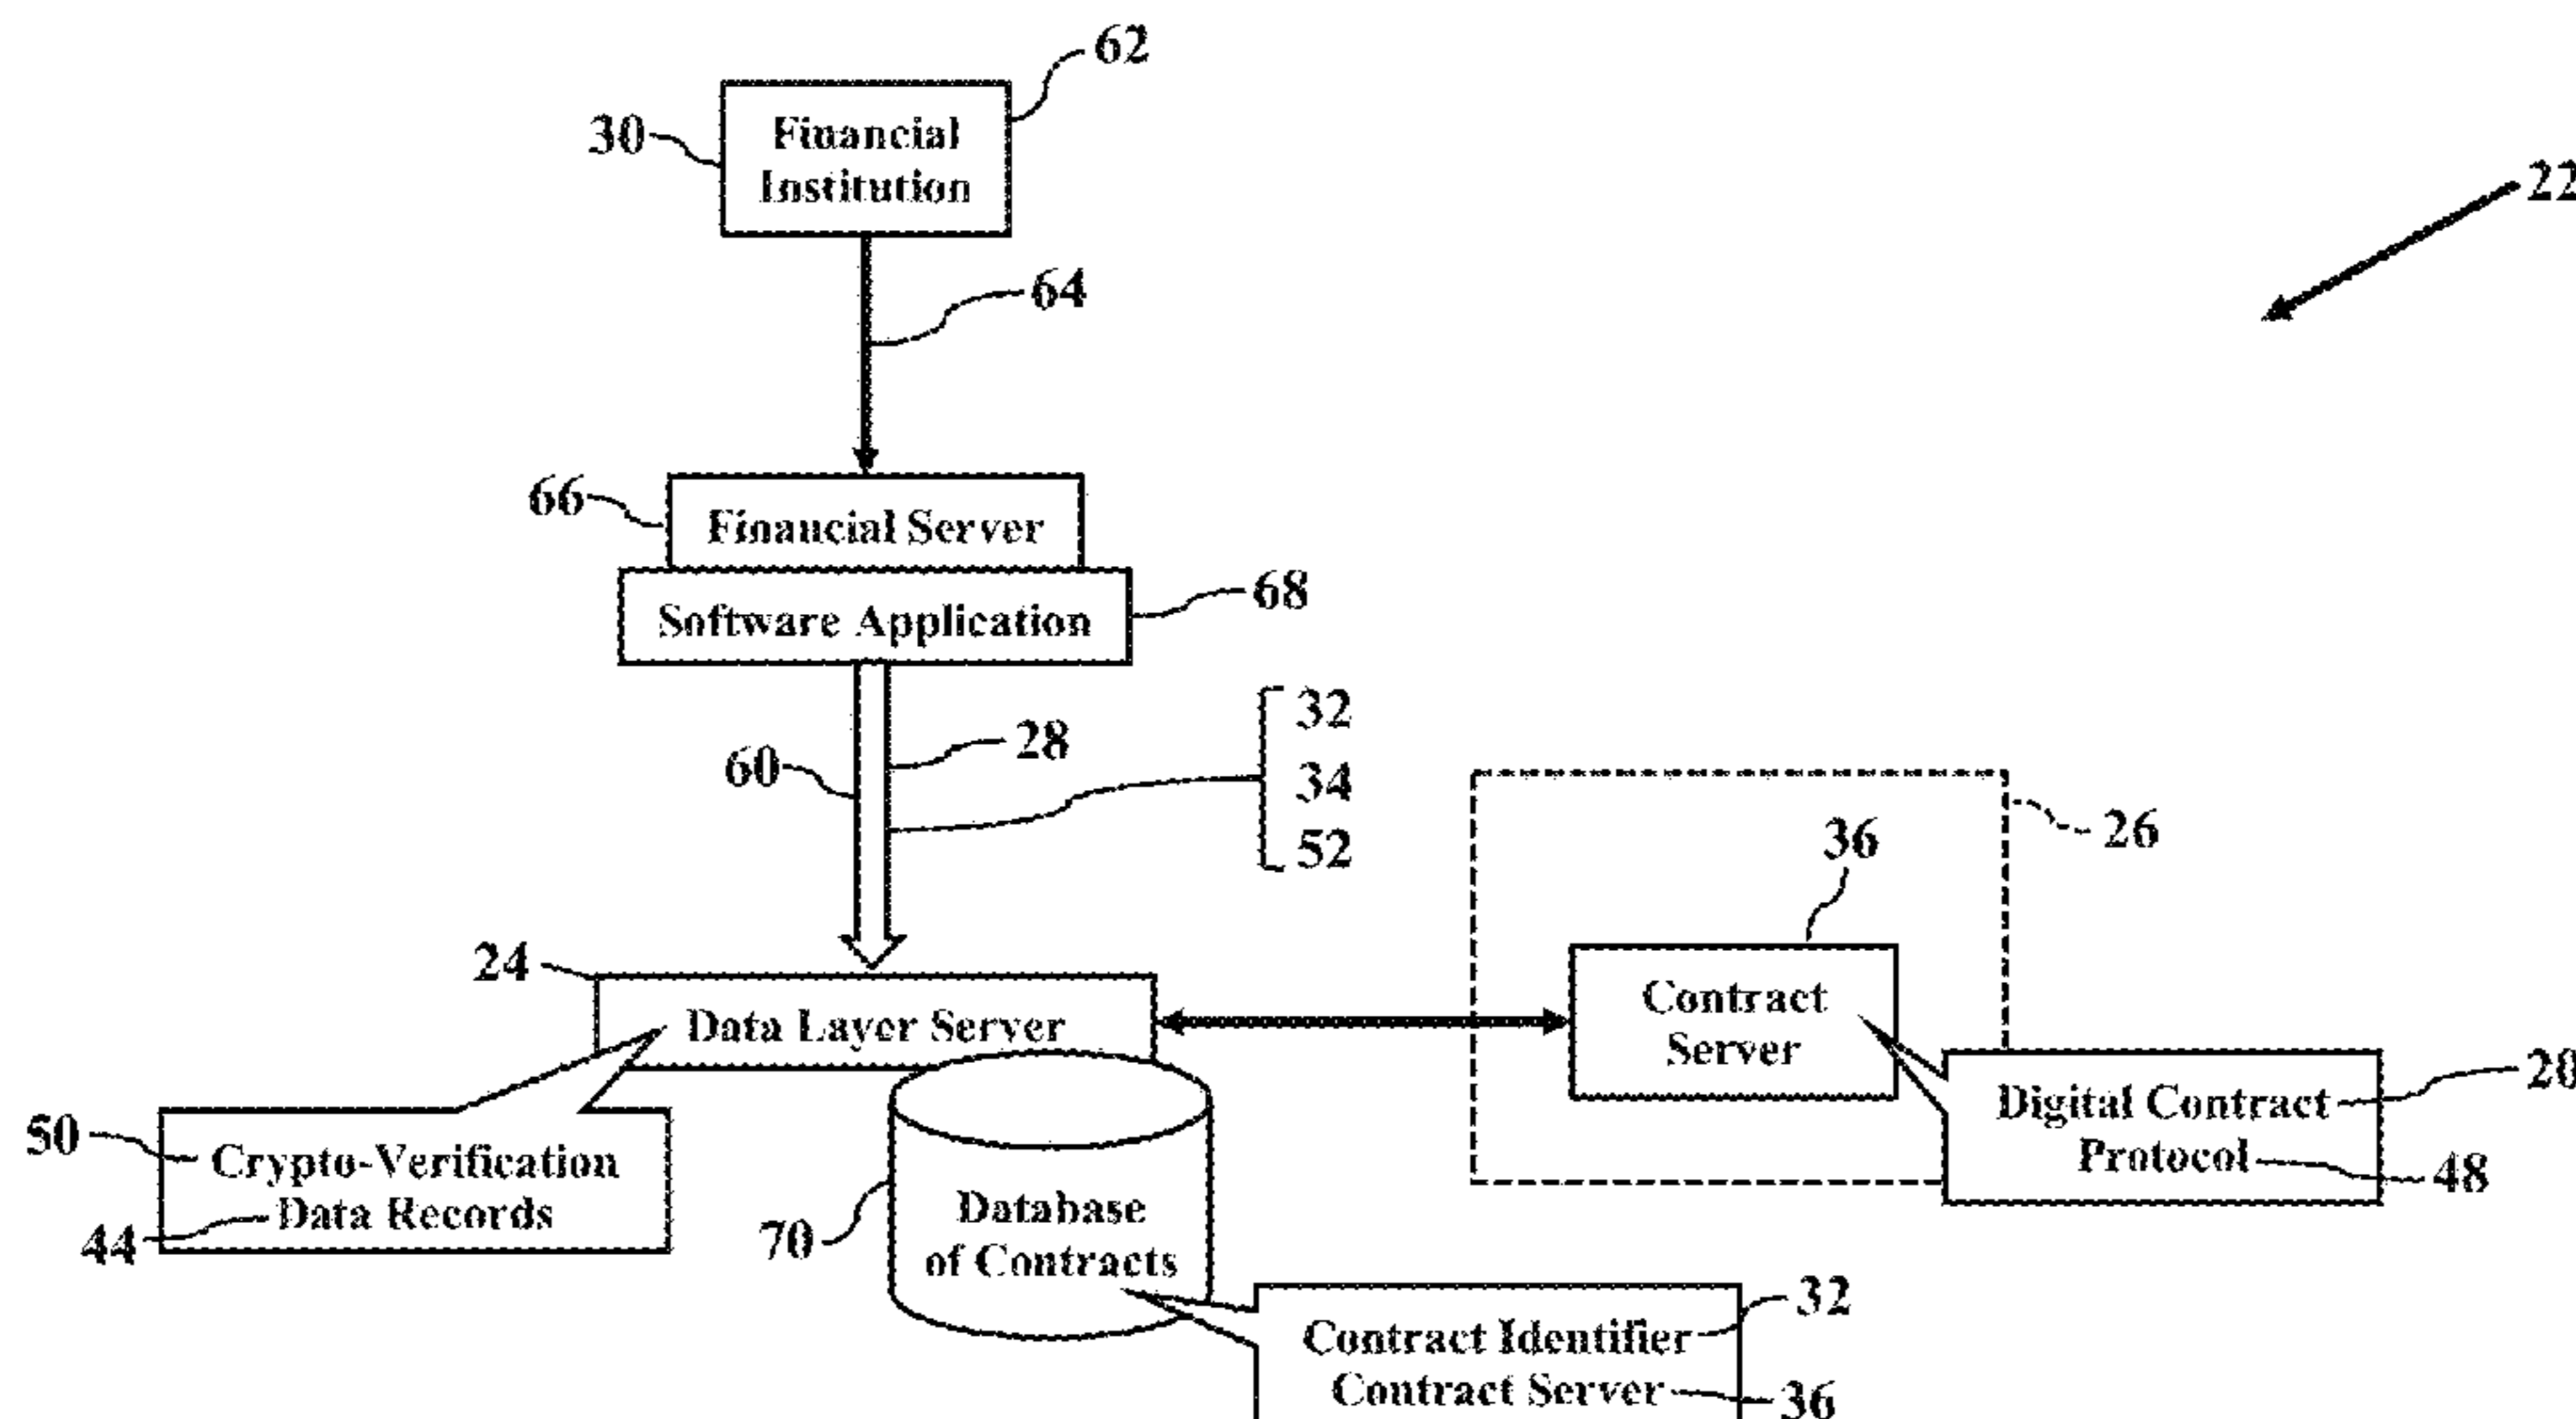 62
30
Financial
Institution
22
64
66
Financial Server
68
Software Application
32
28
60
34
52
26
36
24
Contract
Server
Data Layer Server
20
Digital Contract
Protocol
48
50
Crypto-Verification
Data Records
44
70
Database
of Contracts
32
Contract Identifier
Contract Server
36